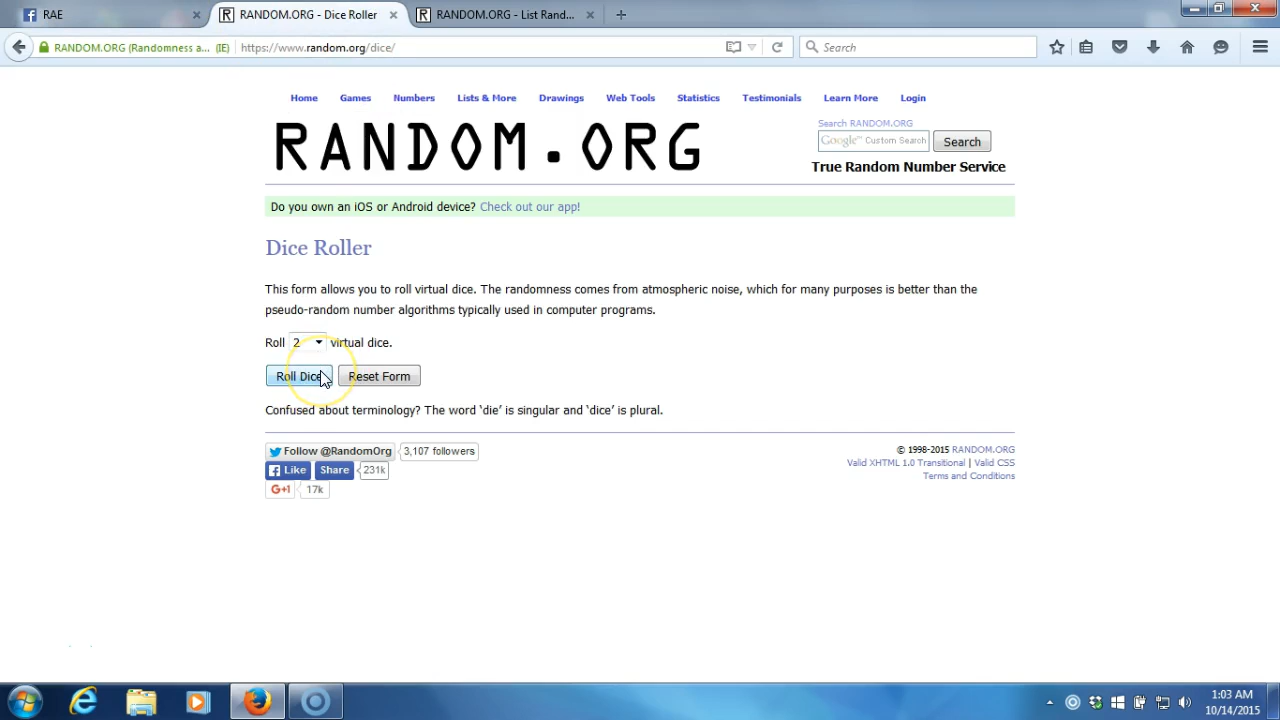 RAE
RANDOM.ORG - Dice Roller
RANDOM.ORG - List Rand...
RANDOM.ORG (Randomness a... (IE)
https://www.random.org/dice/
Search
Home Games Numbers Lists & More Drawings Web Tools Statistics Testimonials Learn More Login
RANDOM.ORG
Search RANDOM.ORG
Google™ Custom Search
Search
True Random Number Service
Do you own an iOS or Android device? Check out our app!
Dice Roller
This form allows you to roll virtual dice. The randomness comes from atmospheric noise, which for many purposes is better than the
pseudo-random number algorithms typically used in computer programs.
Roll 2 virtual dice.
Roll Dice Reset Form
Confused about terminology? The word ‘die’ is singular and ‘dice’ is plural.
Follow @RandomOrg 3,107 followers
Like Share 231k
G+1 17k
© 1998-2015 RANDOM.ORG
Valid XHTML 1.0 Transitional | Valid CSS
Terms and Conditions
1:03 AM
10/14/2015